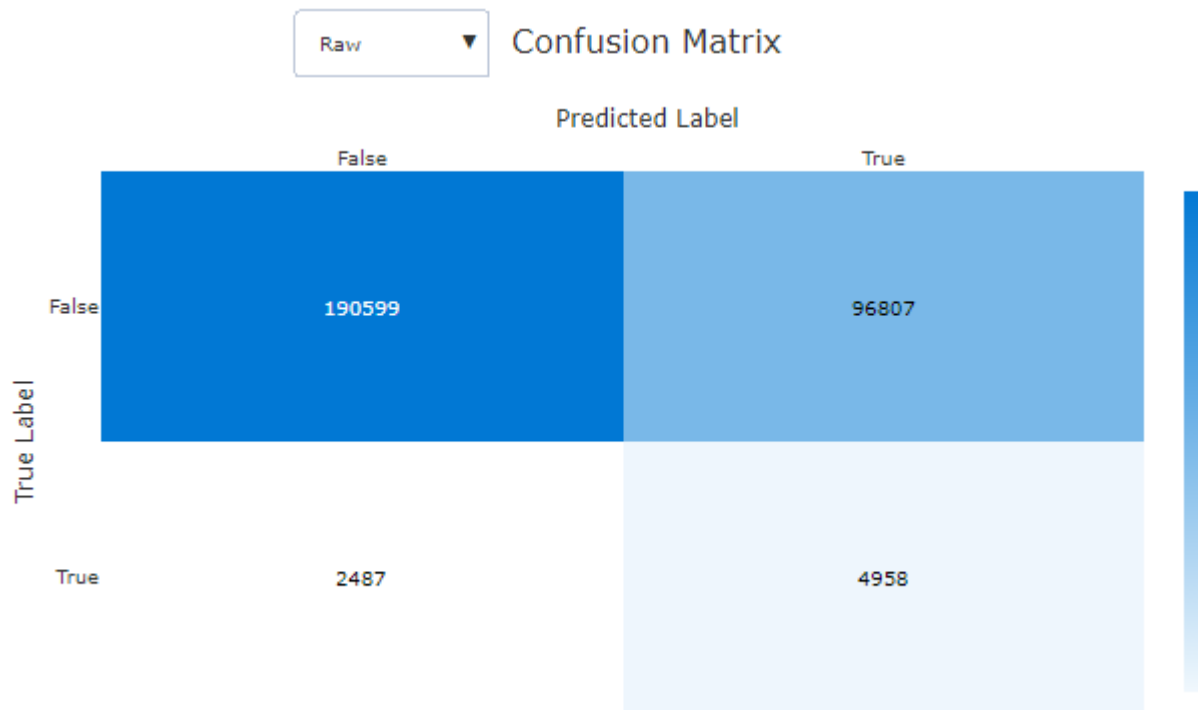 Raw ▼ Confusion Matrix
Predicted Label
False True
False 190599 96807
True Label
True 2487 4958